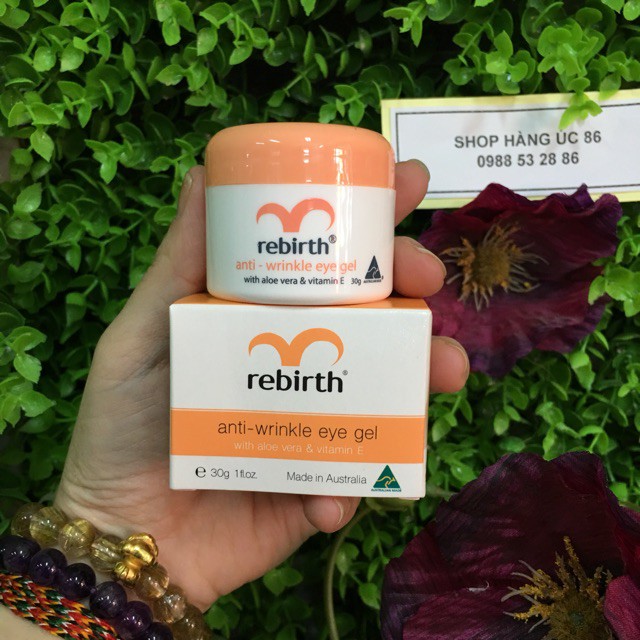 SHOP HÀNG ÚC 86
0988 53 28 86
rebirth®
anti - wrinkle eye gel
with aloe vera & vitamin E 30g
rebirth®
anti-wrinkle eye gel
with aloe vera & vitamin E
e 30g 1fl.oz. Made in Australia